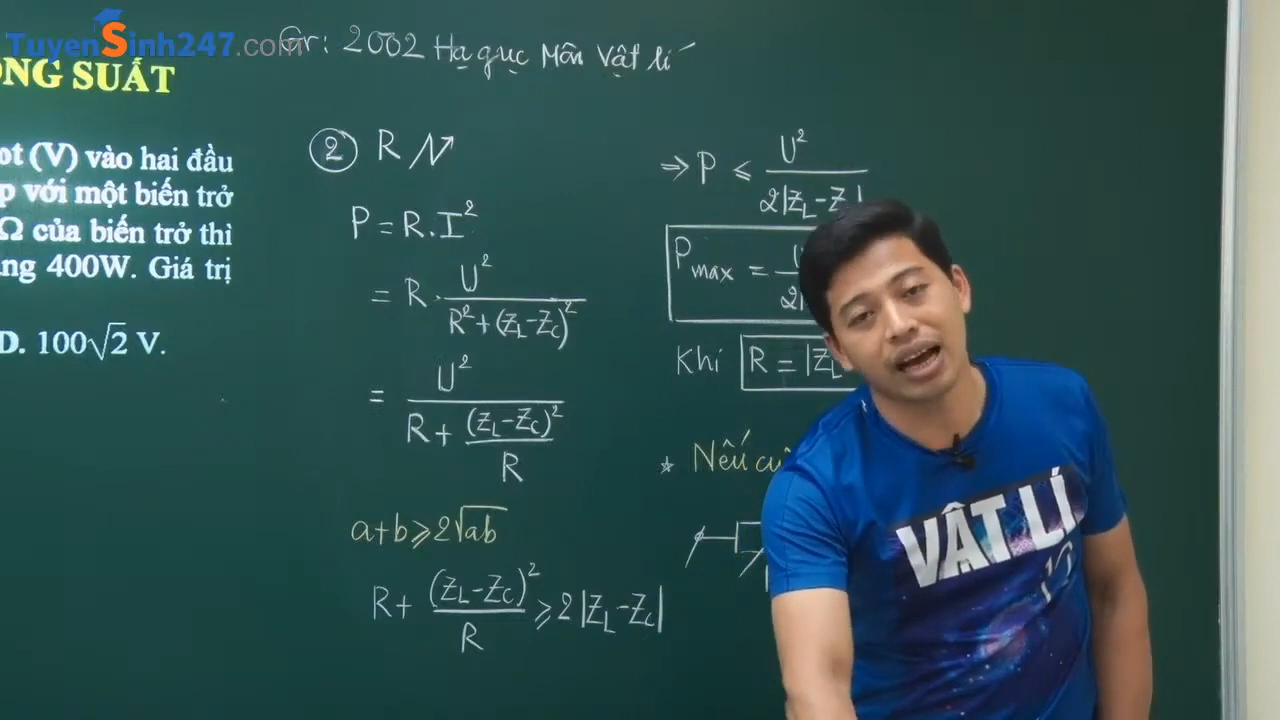 TuyenSinh247.com
Gr: 2002 Hạ gục Môn Vật lí
ÔNG SUẤT
ot (V) vào hai đầu
p với một biến trở
Ω của biến trở thì
ng 400W. Giá trị
D. 100√2 V.
② R
P = R.I²
= R. U² / (R² + (Z_L - Z_C)²)
= U² / (R + (Z_L - Z_C)² / R)
a+b ≥ 2√ab
R + (Z_L - Z_C)² / R ≥ 2|Z_L - Z_C|
⇒ P ≤ U² / 2|Z_L - Z
P_max =
Khi R = |Z_L
* Nếu cu
VẬT LÍ